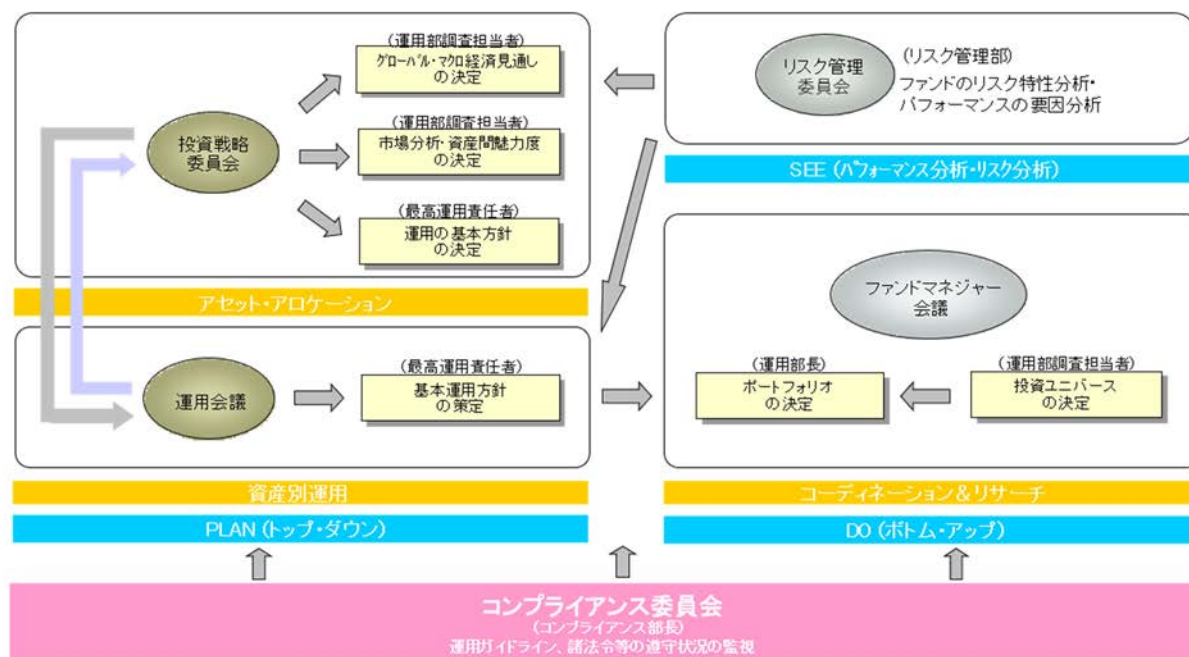 (運用部調査担当者)
グローバル・マクロ経済見通し
の決定
投資戦略
委員会
(運用部調査担当者)
市場分析・資産間魅力度
の決定
(最高運用責任者)
運用の基本方針
の決定
アセット・アロケーション
運用会議
(最高運用責任者)
基本運用方針
の策定
資産別運用
PLAN (トップ・ダウン)
リスク管理
委員会
(リスク管理部)
ファンドのリスク特性分析・
パフォーマンスの要因分析
SEE (パフォーマンス分析・リスク分析)
ファンドマネジャー
会議
(運用部長)
ポートフォリオ
の決定
(運用部調査担当者)
投資ユニバース
の決定
コーディネーション&リサーチ
DO (ボトム・アップ)
コンプライアンス委員会
(コンプライアンス部長)
運用ガイドライン、諸法令等の遵守状況の監視